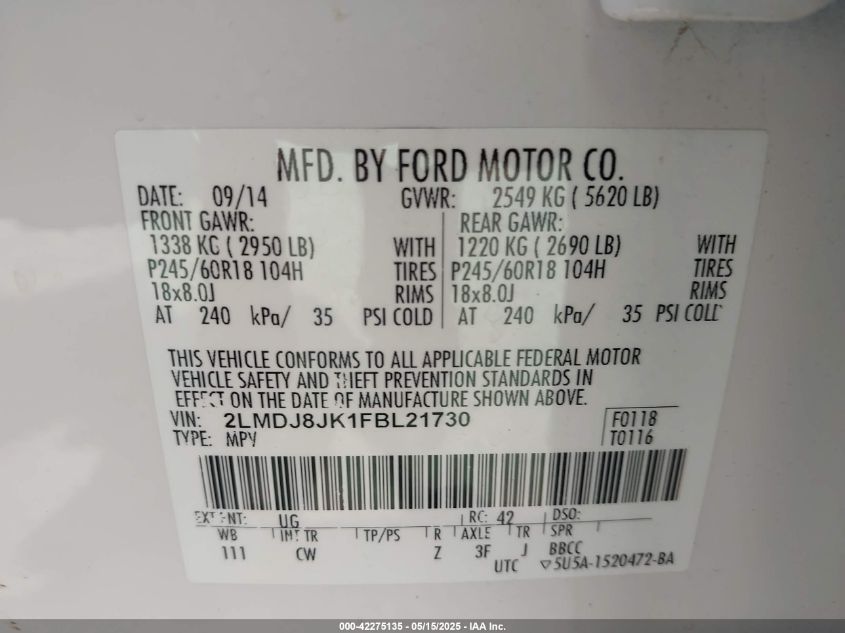 MFD. BY FORD MOTOR CO.
DATE: 09/14 GVWR: 2549 KG ( 5620 LB)
FRONT GAWR: REAR GAWR:
1338 KG ( 2950 LB) WITH 1220 KG ( 2690 LB) WITH
P245/60R18 104H TIRES P245/60R18 104H TIRES
18x8.0J RIMS 18x8.0J RIMS
AT 240 kPa/ 35 PSI COLD AT 240 kPa/ 35 PSI COLD
THIS VEHICLE CONFORMS TO ALL APPLICABLE FEDERAL MOTOR
VEHICLE SAFETY AND THEFT PREVENTION STANDARDS IN
EFFECT ON THE DATE OF MANUFACTURE SHOWN ABOVE.
VIN: 2LMDJ8JK1FBL21730 F0118
TYPE: MPV T0116
EXT PNT: UG RC: 42 DSO:
WB INT TR TP/PS R AXLE TR SPR
111 CW Z 3F J BBCC
UTC ▽5U5A-1520472-BA
000-42275135 - 05/15/2025 - IAA Inc.